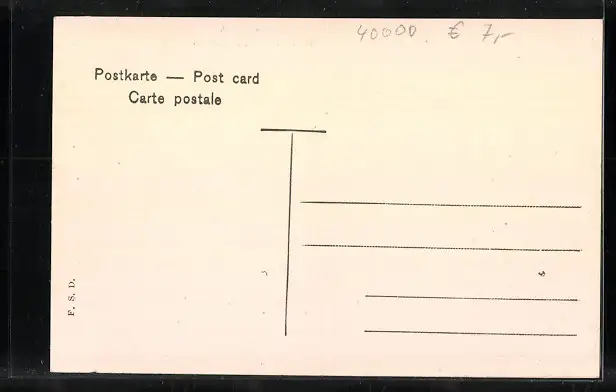 40000. € 7,-
Postkarte — Post card
Carte postale
F. S. D.